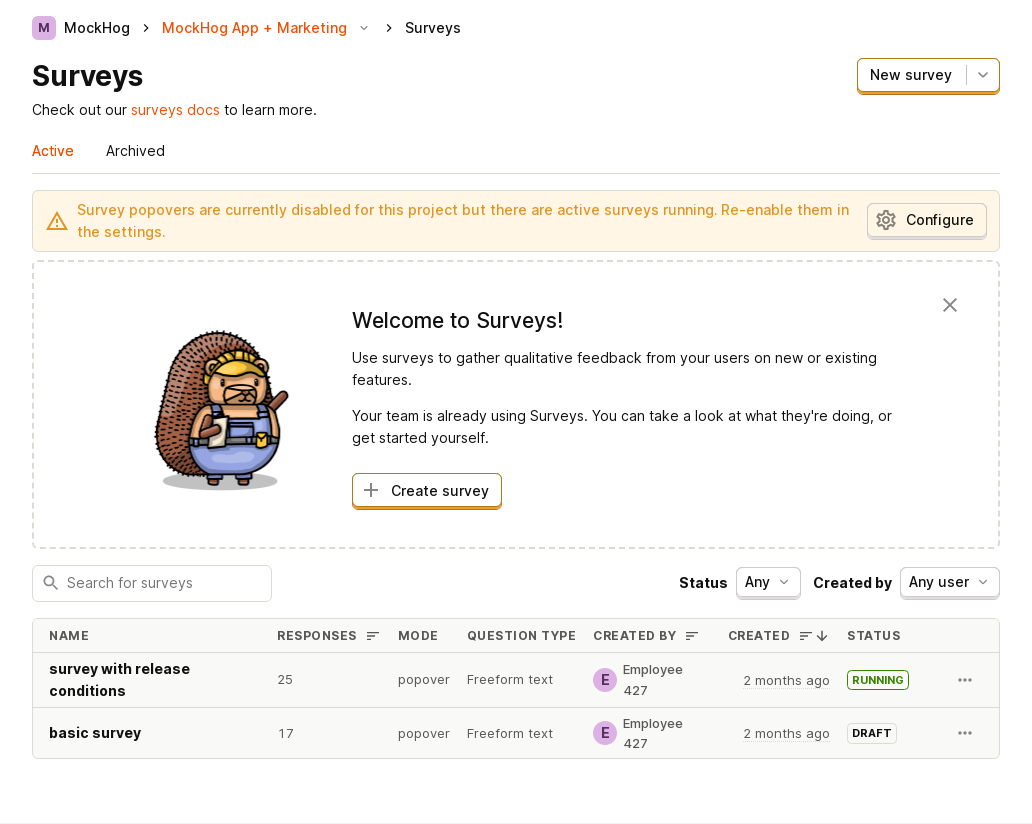 M MockHog MockHog App + Marketing Surveys
Surveys
New survey
Check out our surveys docs to learn more.
Active Archived
Survey popovers are currently disabled for this project but there are active surveys running. Re-enable them in
the settings.
Configure
Welcome to Surveys!
Use surveys to gather qualitative feedback from your users on new or existing
features.
Your team is already using Surveys. You can take a look at what they're doing, or
get started yourself.
Create survey
Search for surveys Status Any Created by Any user
NAME RESPONSES MODE QUESTION TYPE CREATED BY CREATED STATUS
survey with release
conditions
25 popover Freeform text E Employee
427
2 months ago RUNNING
basic survey 17 popover Freeform text E Employee
427
2 months ago DRAFT